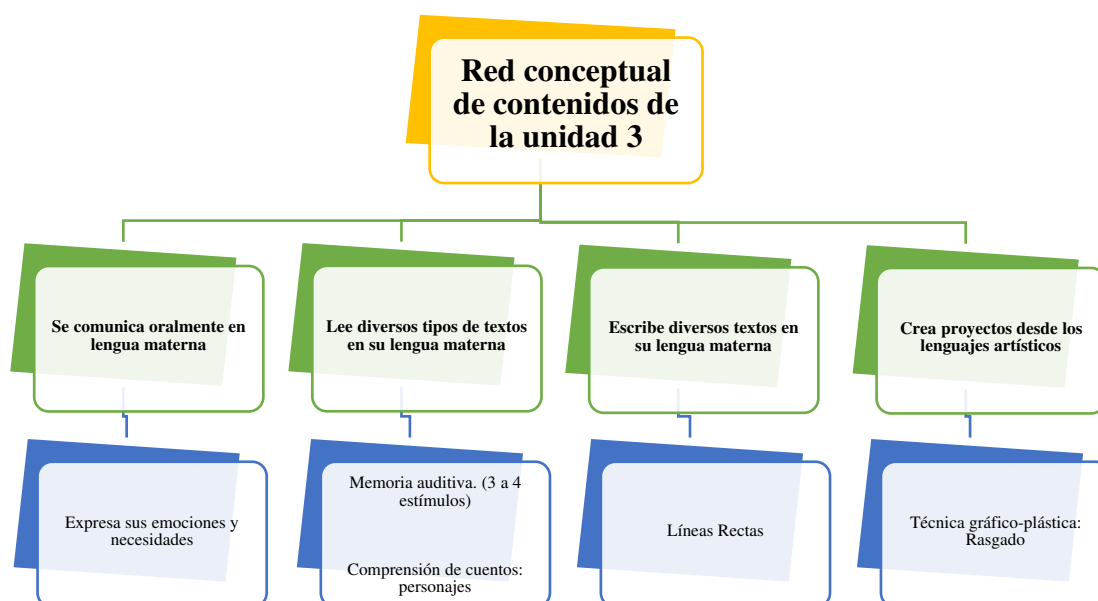 Red conceptual
de contenidos de
la unidad 3
Se comunica oralmente en
lengua materna
Lee diversos tipos de textos
en su lengua materna
Escribe diversos textos en
su lengua materna
Crea proyectos desde los
lenguajes artísticos
Expresa sus emociones y
necesidades
Memoria auditiva. (3 a 4
estímulos)
Comprensión de cuentos:
personajes
Líneas Rectas
Técnica gráfico-plástica:
Rasgado